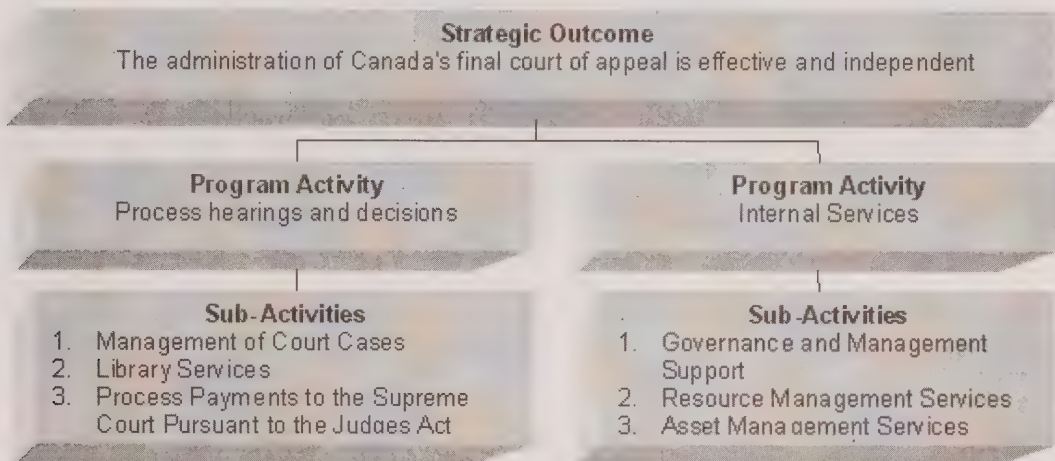 Strategic Outcome
The administration of Canada's final court of appeal is effective and independent
Program Activity
Process hearings and decisions
Program Activity
Internal Services
Sub-Activities
1. Management of Court Cases
2. Library Services
3. Process Payments to the Supreme
Court Pursuant to the Judges Act
Sub-Activities
1. Governance and Management
Support
2. Resource Management Services
3. Asset Management Services